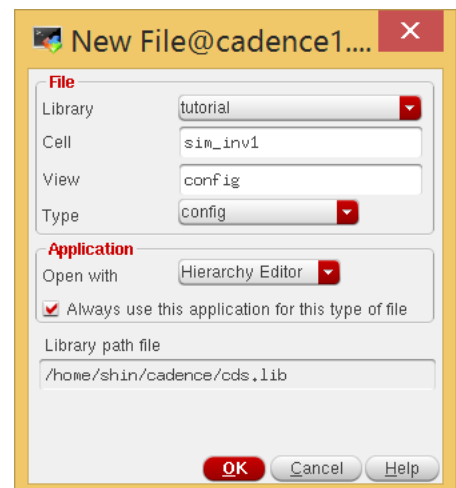 New File@cadence1....
File
Library tutorial
Cell sim_inv1
View config
Type config
Application
Open with Hierarchy Editor
Always use this application for this type of file
Library path file
/home/shin/cadence/cds.lib
OK Cancel Help